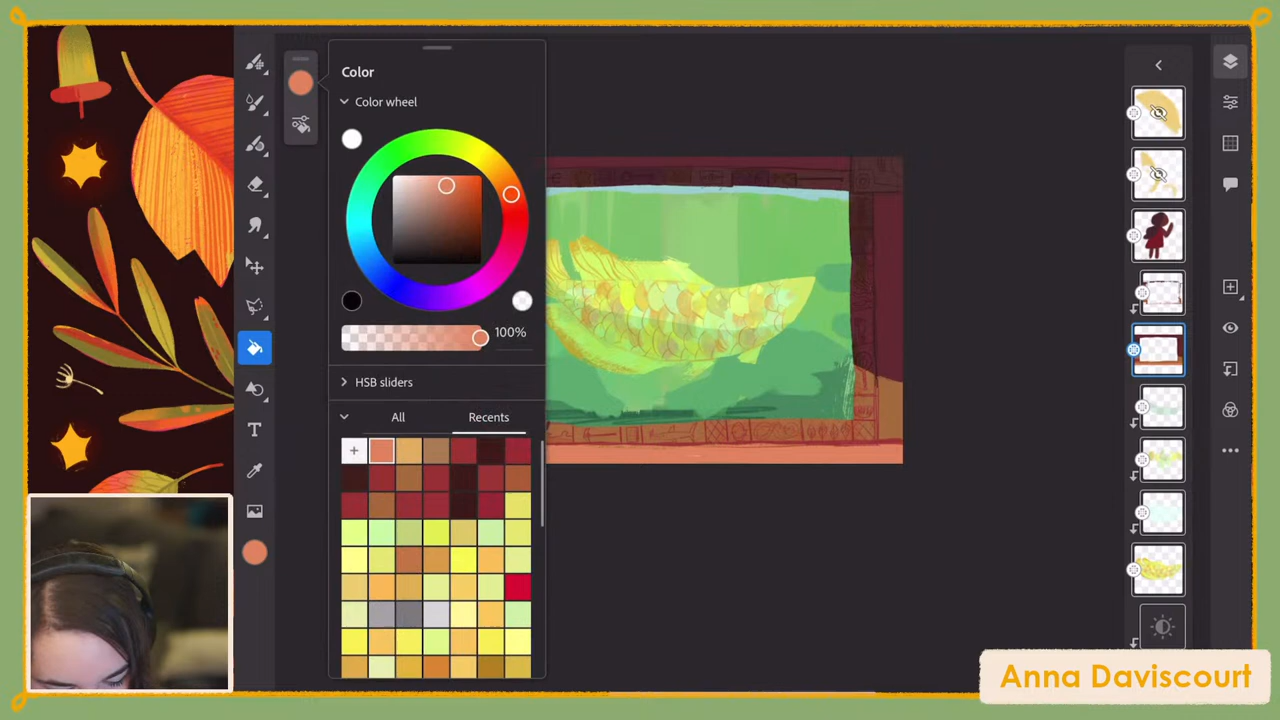 Color
Color wheel
100%
HSB sliders
All
Recents
T
Anna Daviscourt